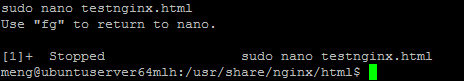 sudo nano testnginx.html
Use "fg" to return to nano.
[1]+  Stopped                 sudo nano testnginx.html
meng@ubuntuserver64mlh:/usr/share/nginx/html$